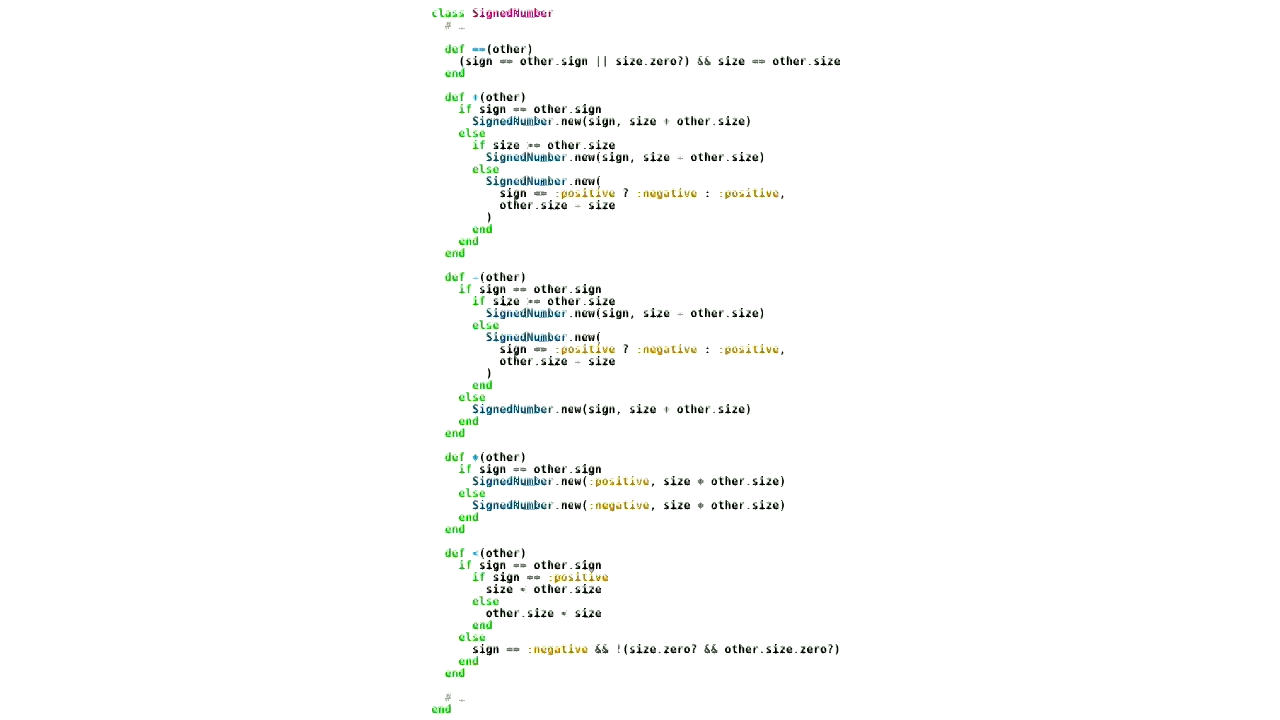 class SignedNumber
  # …

  def ==(other)
    (sign == other.sign || size.zero?) && size == other.size
  end

  def +(other)
    if sign == other.sign
      SignedNumber.new(sign, size + other.size)
    else
      if size >= other.size
        SignedNumber.new(sign, size - other.size)
      else
        SignedNumber.new(
          sign == :positive ? :negative : :positive,
          other.size - size
        )
      end
    end
  end

  def -(other)
    if sign == other.sign
      if size >= other.size
        SignedNumber.new(sign, size - other.size)
      else
        SignedNumber.new(
          sign == :positive ? :negative : :positive,
          other.size - size
        )
      end
    else
      SignedNumber.new(sign, size + other.size)
    end
  end

  def *(other)
    if sign == other.sign
      SignedNumber.new(:positive, size * other.size)
    else
      SignedNumber.new(:negative, size * other.size)
    end
  end

  def <(other)
    if sign == other.sign
      if sign == :positive
        size < other.size
      else
        other.size < size
      end
    else
      sign == :negative && !(size.zero? && other.size.zero?)
    end
  end

  # …
end